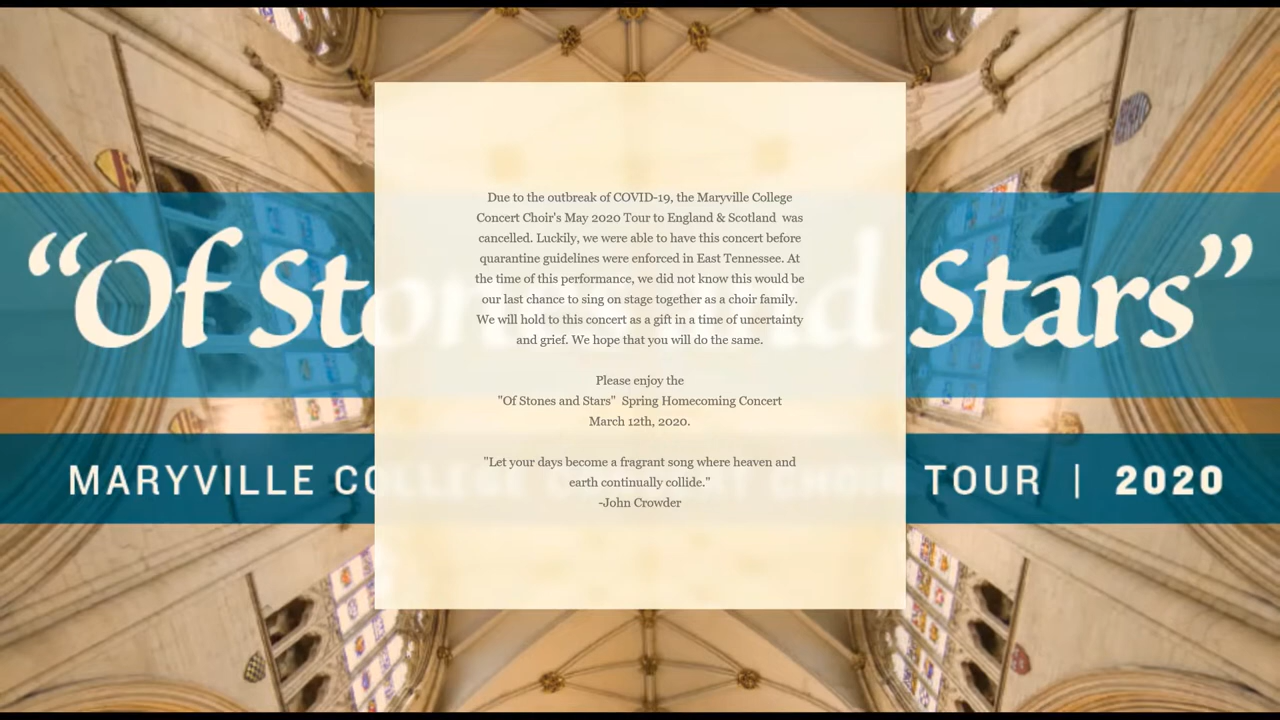 Due to the outbreak of COVID-19, the Maryville College
Concert Choir's May 2020 Tour to England & Scotland was
cancelled. Luckily, we were able to have this concert before
quarantine guidelines were enforced in East Tennessee. At
the time of this performance, we did not know this would be
our last chance to sing on stage together as a choir family.
We will hold to this concert as a gift in a time of uncertainty
and grief. We hope that you will do the same.
Please enjoy the
"Of Stones and Stars" Spring Homecoming Concert
March 12th, 2020.
"Let your days become a fragrant song where heaven and
earth continually collide."
-John Crowder
“Of Stones and Stars”
MARYVILLE COLLEGE CONCERT CHOIR TOUR | 2020